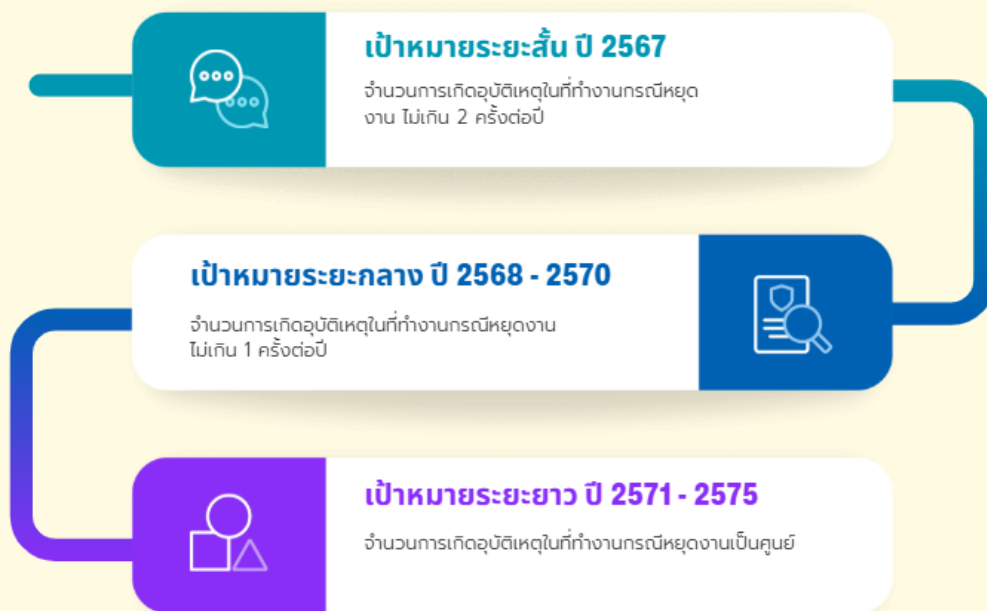 เป้าหมายระยะสั้น ปี 2567
จำนวนการเกิดอุบัติเหตุในที่ทำงานกรณีหยุด
งาน ไม่เกิน 2 ครั้งต่อปี
เป้าหมายระยะกลาง ปี 2568 - 2570
จำนวนการเกิดอุบัติเหตุในที่ทำงานกรณีหยุดงาน
ไม่เกิน 1 ครั้งต่อปี
เป้าหมายระยะยาว ปี 2571 - 2575
จำนวนการเกิดอุบัติเหตุในที่ทำงานกรณีหยุดงานเป็นศูนย์